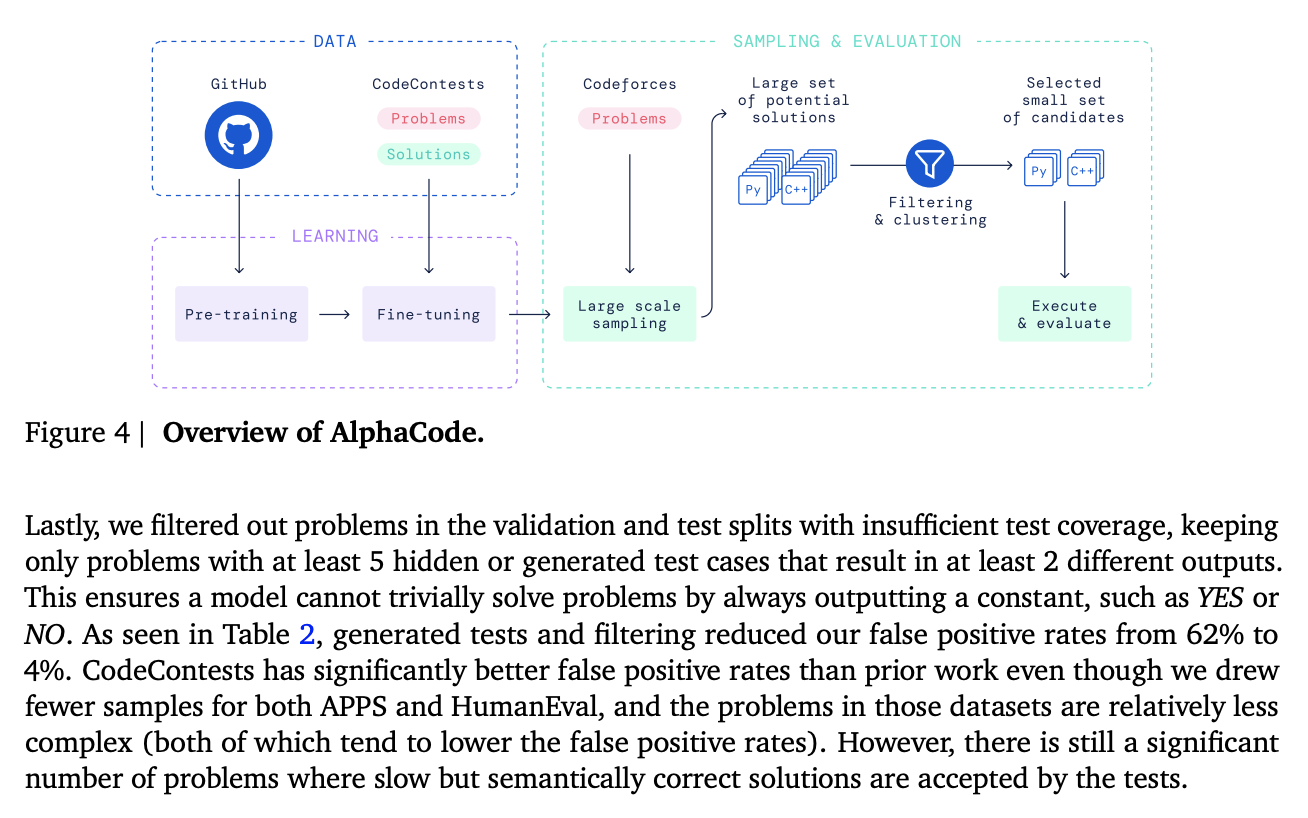 DATA
GitHub
CodeContests
Problems
Solutions
LEARNING
Pre-training
Fine-tuning
SAMPLING & EVALUATION
Codeforces
Problems
Large scale
sampling
Large set
of potential
solutions
Py
C++
Filtering
& clustering
Selected
small set
of candidates
Py
C++
Execute
& evaluate
Figure 4 | Overview of AlphaCode.
Lastly, we filtered out problems in the validation and test splits with insufficient test coverage, keeping
only problems with at least 5 hidden or generated test cases that result in at least 2 different outputs.
This ensures a model cannot trivially solve problems by always outputting a constant, such as YES or
NO. As seen in Table 2, generated tests and filtering reduced our false positive rates from 62% to
4%. CodeContests has significantly better false positive rates than prior work even though we drew
fewer samples for both APPS and HumanEval, and the problems in those datasets are relatively less
complex (both of which tend to lower the false positive rates). However, there is still a significant
number of problems where slow but semantically correct solutions are accepted by the tests.